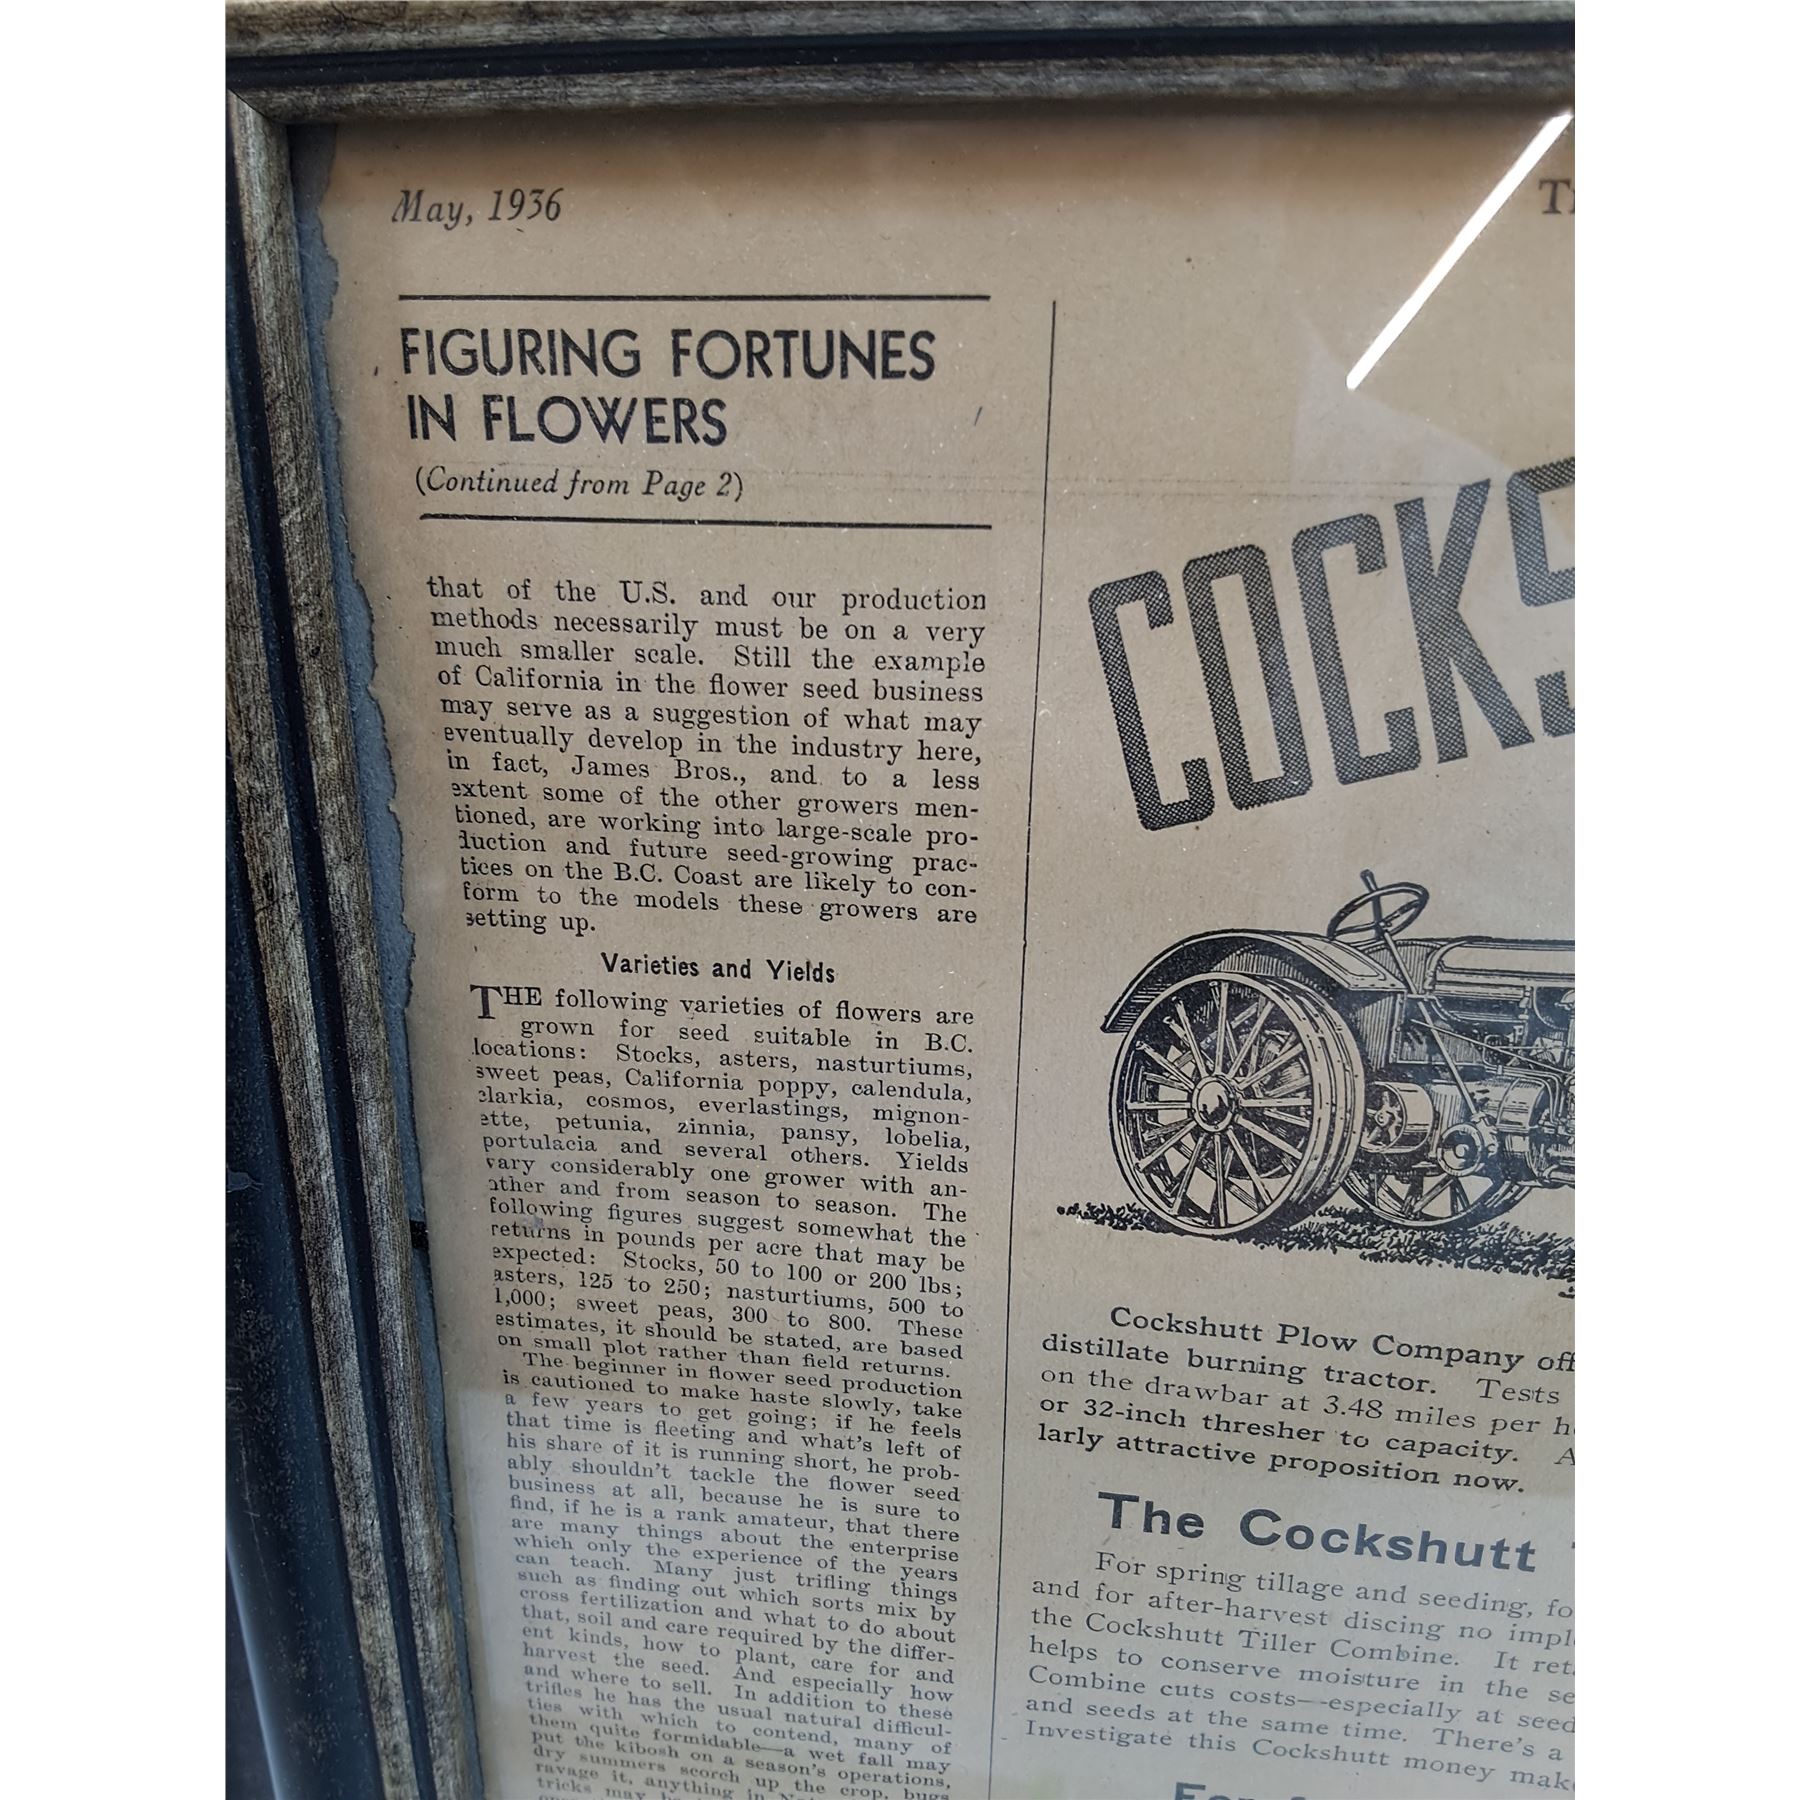 May, 1936
FIGURING FORTUNES
IN FLOWERS
(Continued from Page 2)
that of the U.S. and our production
methods necessarily must be on a very
much smaller scale. Still the example
of California in the flower seed business
may serve as a suggestion of what may
eventually develop in the industry here,
in fact, James Bros., and to a less
extent some of the other growers men-
tioned, are working into large-scale pro-
duction and future seed-growing prac-
tices on the B.C. Coast are likely to con-
form to the models these growers are
setting up.
Varieties and Yields
THE following varieties of flowers are
grown for seed suitable in B.C.
locations: Stocks, asters, nasturtiums,
sweet peas, California poppy, calendula,
clarkia, cosmos, everlastings, mignon-
ette, petunia, zinnia, pansy, lobelia,
portulacia and several others. Yields
vary considerably one grower with an-
other and from season to season. The
following figures suggest somewhat the
returns in pounds per acre that may be
expected: Stocks, 50 to 100 or 200 lbs;
asters, 125 to 250; nasturtiums, 500 to
1,000; sweet peas, 300 to 800. These
estimates, it should be stated, are based
on small plot rather than field returns.
The beginner in flower seed production
is cautioned to make haste slowly, take
a few years to get going; if he feels
that time is fleeting and what's left of
his share of it is running short, he prob-
ably shouldn't tackle the flower seed
business at all, because he is sure to
find, if he is a rank amateur, that there
are many things about the enterprise
which only the experience of the years
can teach. Many just trifling things
such as finding out which sorts mix by
cross fertilization and what to do about
that, soil and care required by the differ-
ent kinds, how to plant, care for and
harvest the seed. And especially how
and where to sell. In addition to these
trifles he has the usual natural difficul-
ties with which to contend, many of
them quite formidable—a wet fall may
put the kibosh on a season's operations,
dry summers scorch up the crop, bugs
ravage it, anything in
tricks may
COCKS
Cockshutt Plow Company off
distillate burning tractor. Tests
on the drawbar at 3.48 miles per h
or 32-inch thresher to capacity. A
larly attractive proposition now.
The Cockshutt
For spring tillage and seeding, fo
and for after-harvest discing no impl
the Cockshutt Tiller Combine. It ret
helps to conserve moisture in the se
Combine cuts costs—especially at seed
and seeds at the same time. There's a
Investigate this Cockshutt money mak